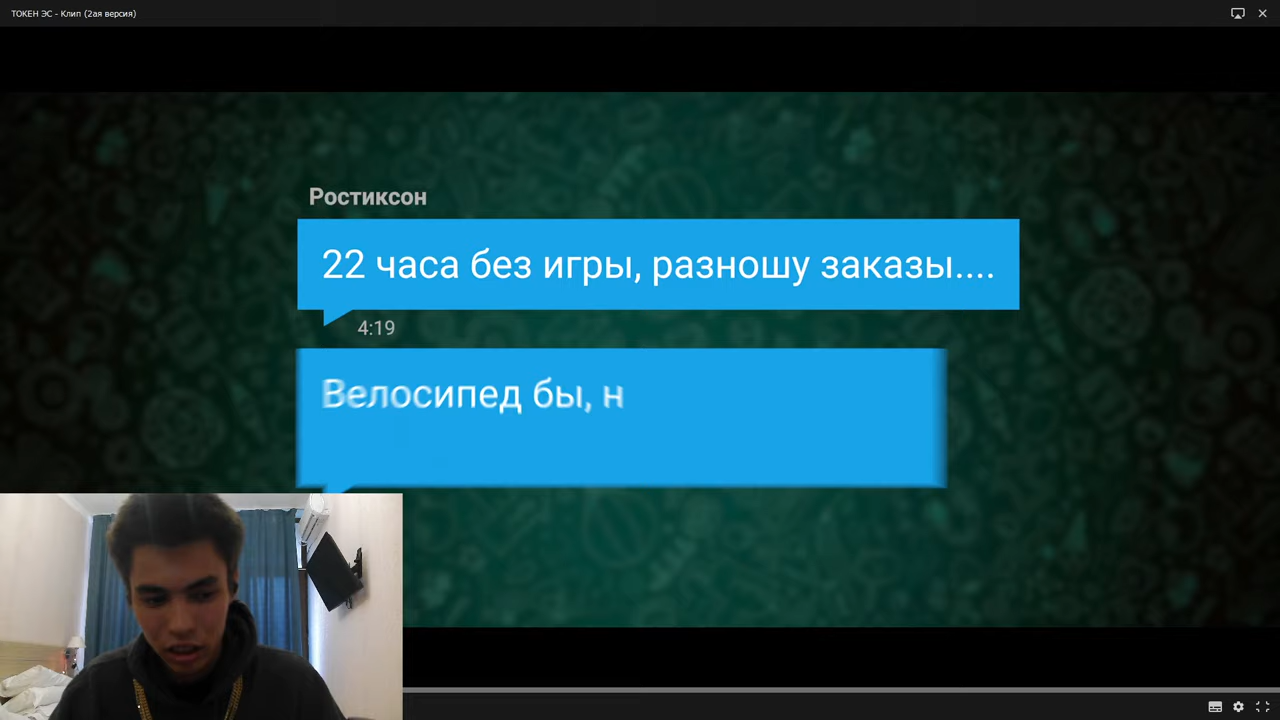 ТОКЕН ЭС - Клип (2ая версия)
Ростиксон
22 часа без игры, разношу заказы....
4:19
Велосипед бы, н